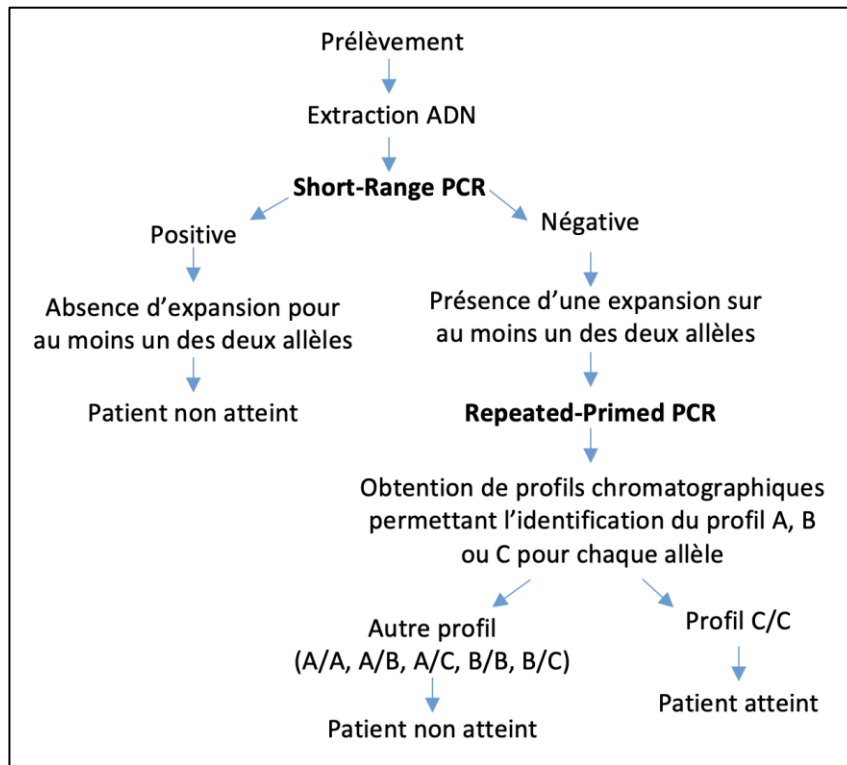 Prélèvement
Extraction ADN
Short-Range PCR
Positive
Négative
Absence d'expansion pour
au moins un des deux allèles
Présence d'une expansion sur
au moins un des deux allèles
Patient non atteint
Repeated-Primed PCR
Obtention de profils chromatographiques
permettant l'identification du profil A, B
ou C pour chaque allèle
Autre profil
(A/A, A/B, A/C, B/B, B/C)
Profil C/C
Patient non atteint
Patient atteint